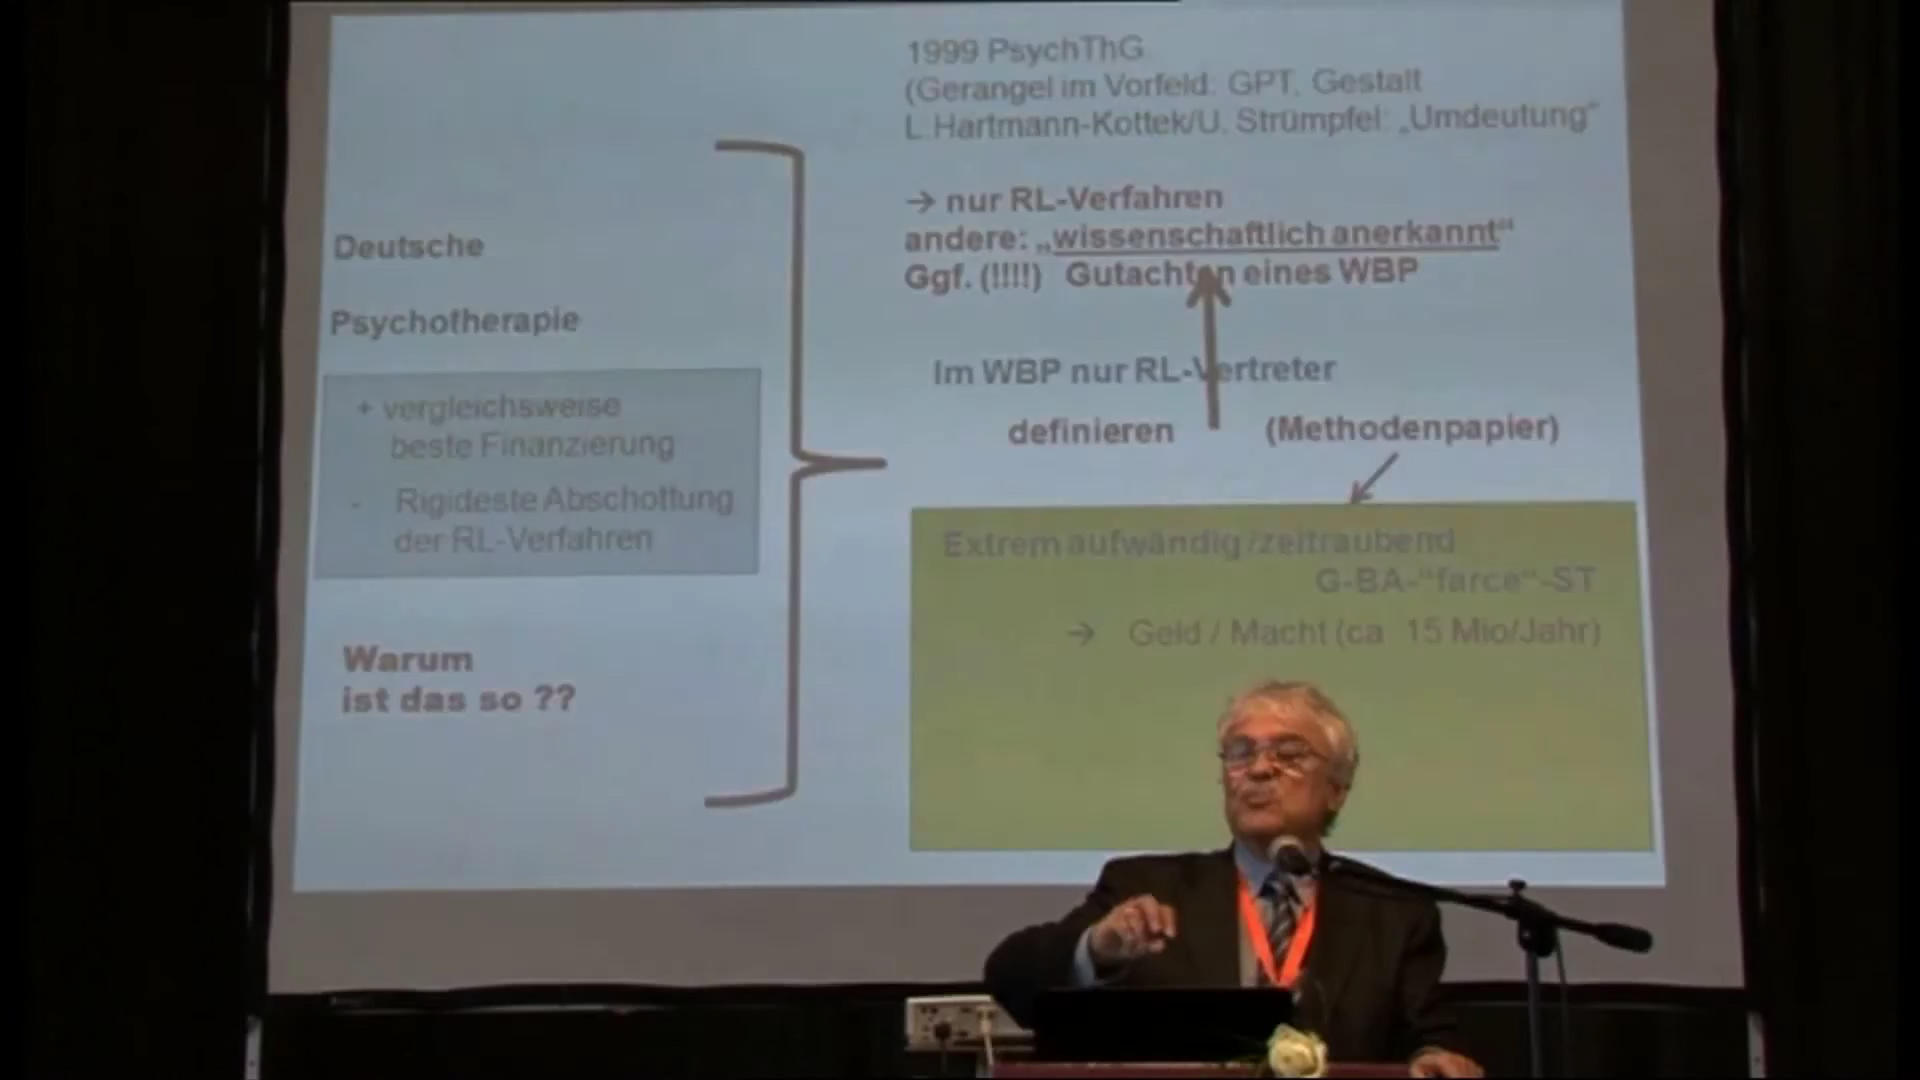 Deutsche
Psychotherapie
+ vergleichsweise
beste Finanzierung
- Rigideste Abschottung
der RL-Verfahren
Warum
ist das so ??
1999 PsychThG
(Gerangel im Vorfeld: GPT, Gestalt
L.Hartmann-Kottek/U. Strümpfel: „Umdeutung“
→ nur RL-Verfahren
andere: „wissenschaftlich anerkannt“
Ggf. (!!!!) Gutachten eines WBP
Im WBP nur RL-Vertreter
definieren (Methodenpapier)
Extrem aufwändig /zeitraubend
G-BA-“farce“-ST
→ Geld / Macht (ca 15 Mio/Jahr)